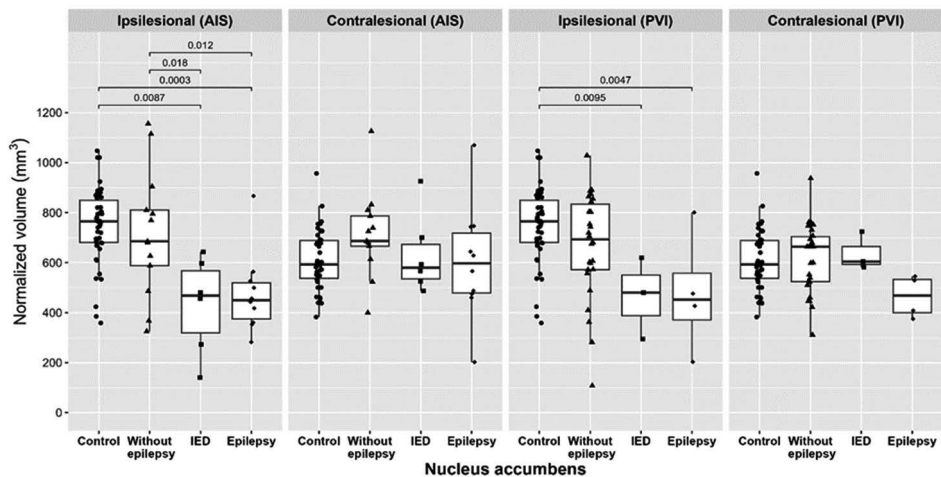 Ipsilesional (AIS)
Contralesional (AIS)
Ipsilesional (PVI)
Contralesional (PVI)
0.012
0.018
0.0003
0.0087
0.0047
0.0095
Normalized volume (mm³)
1200
1000
800
600
400
200
0
Control
Without
epilepsy
IED
Epilepsy
Control
Without
epilepsy
IED
Epilepsy
Control
Without
epilepsy
IED
Epilepsy
Control
Without
epilepsy
IED
Epilepsy
Nucleus accumbens